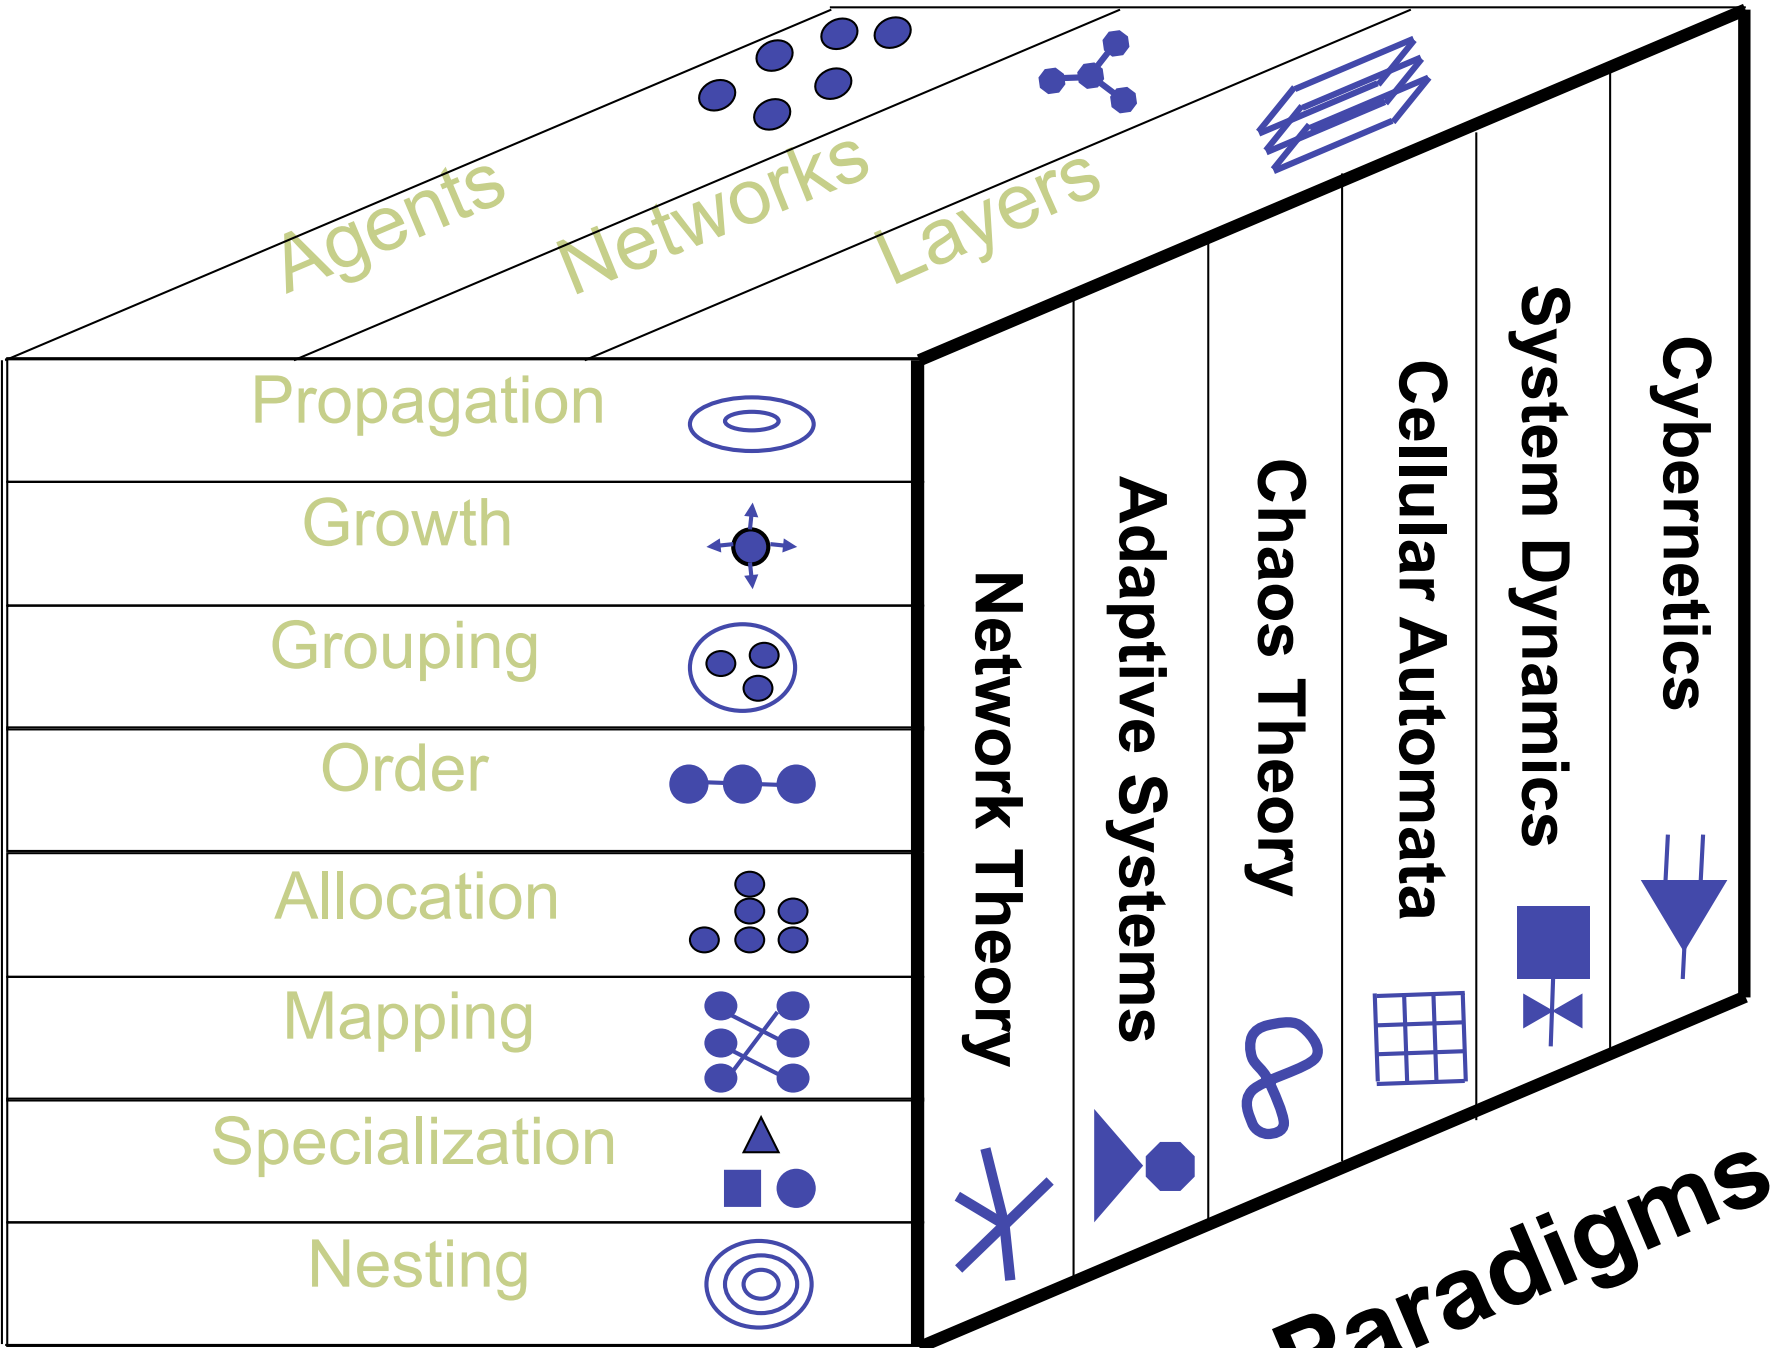 Agents
Networks
Layers
Propagation
Growth
Grouping
Order
Allocation
Mapping
Specialization
Nesting
Network Theory
Adaptive Systems
Chaos Theory
Cellular Automata
System Dynamics
Cybernetics
Paradigms